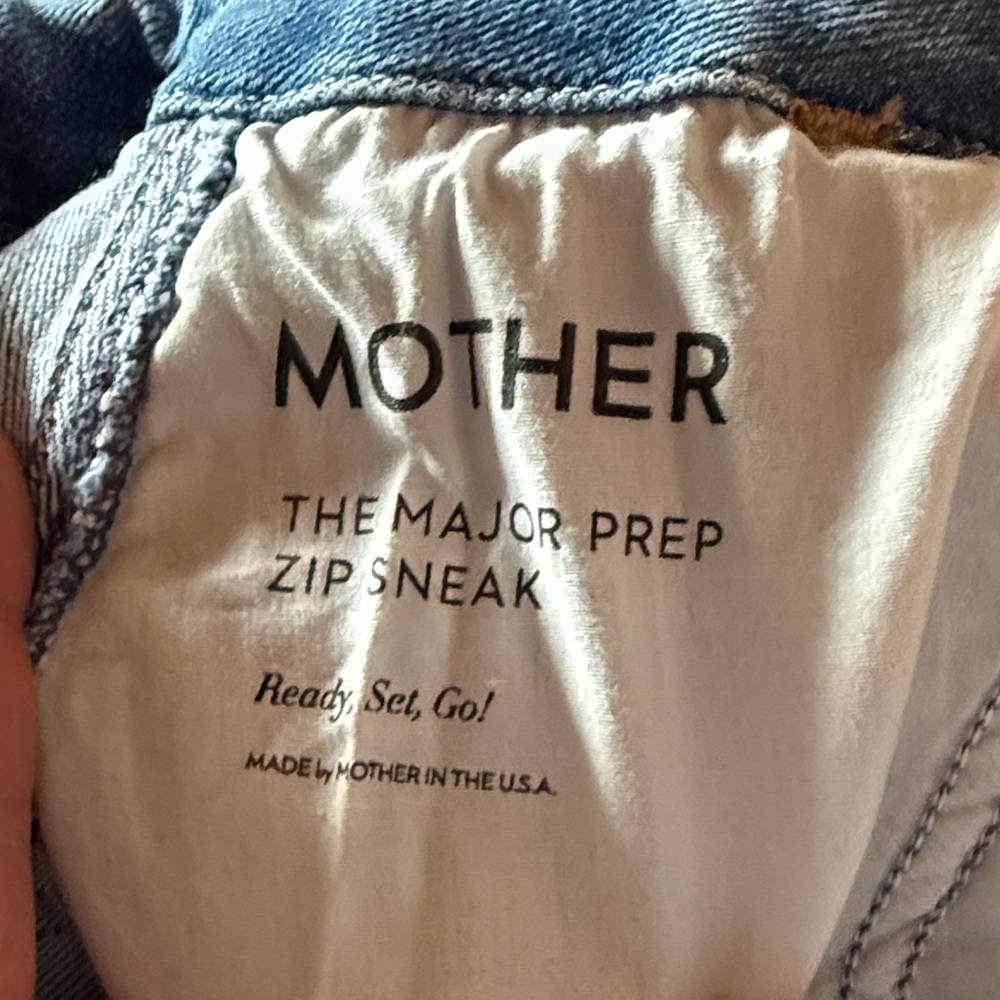 MOTHER
THE MAJOR PREP
ZIP SNEAK
Ready, Set, Go!
MADE by MOTHER IN THE U.S.A.